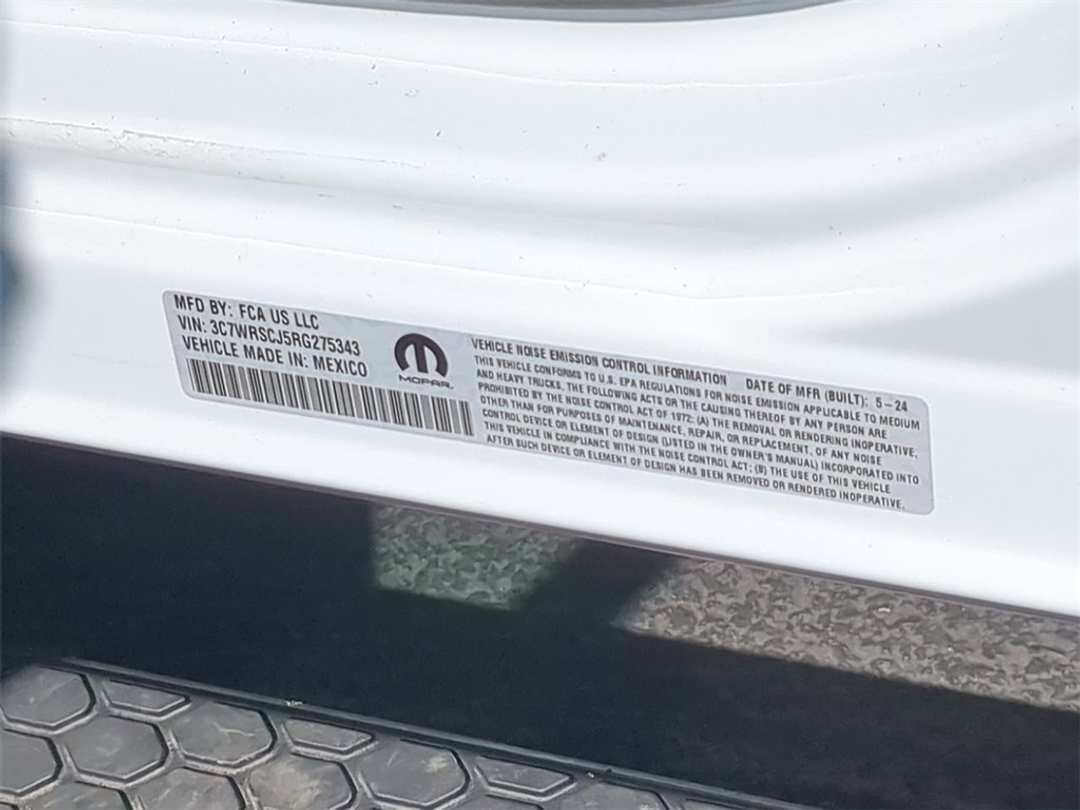 MFD BY: FCA US LLC
VIN: 3C7WRSCJ5RG275343
VEHICLE MADE IN: MEXICO
MOPAR
VEHICLE NOISE EMISSION CONTROL INFORMATION DATE OF MFR (BUILT): 5-24
THIS VEHICLE CONFORMS TO U.S. EPA REGULATIONS FOR NOISE EMISSION APPLICABLE TO MEDIUM
AND HEAVY TRUCKS. THE FOLLOWING ACTS OR THE CAUSING THEREOF BY ANY PERSON ARE
PROHIBITED BY THE NOISE CONTROL ACT OF 1972: (A) THE REMOVAL OR RENDERING INOPERATIVE,
OTHER THAN FOR PURPOSES OF MAINTENANCE, REPAIR, OR REPLACEMENT, OF ANY NOISE
CONTROL DEVICE OR ELEMENT OF DESIGN (LISTED IN THE OWNER'S MANUAL) INCORPORATED INTO
THIS VEHICLE IN COMPLIANCE WITH THE NOISE CONTROL ACT; (B) THE USE OF THIS VEHICLE
AFTER SUCH DEVICE OR ELEMENT OF DESIGN HAS BEEN REMOVED OR RENDERED INOPERATIVE.